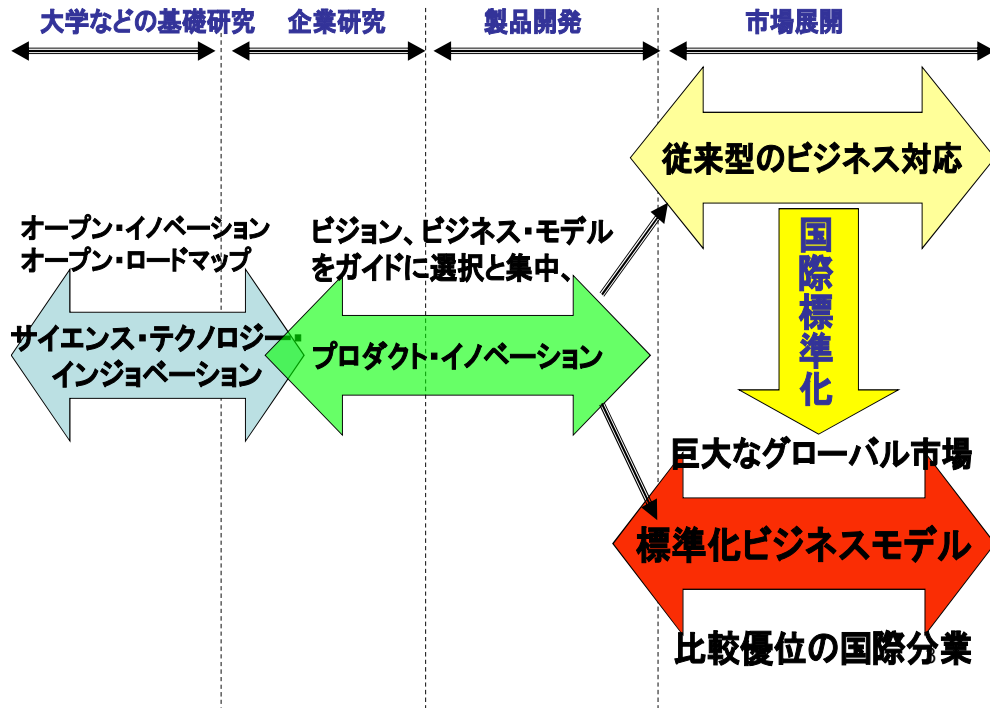 大学などの基礎研究
企業研究
製品開発
市場展開
従来型のビジネス対応
オープン・イノベーション
オープン・ロードマップ
ビジョン、ビジネス・モデル
をガイドに選択と集中、
国際標準化
サイエンス・テクノロジー・
インジョベーション
プロダクト・イノベーション
巨大なグローバル市場
標準化ビジネスモデル
比較優位の国際分業